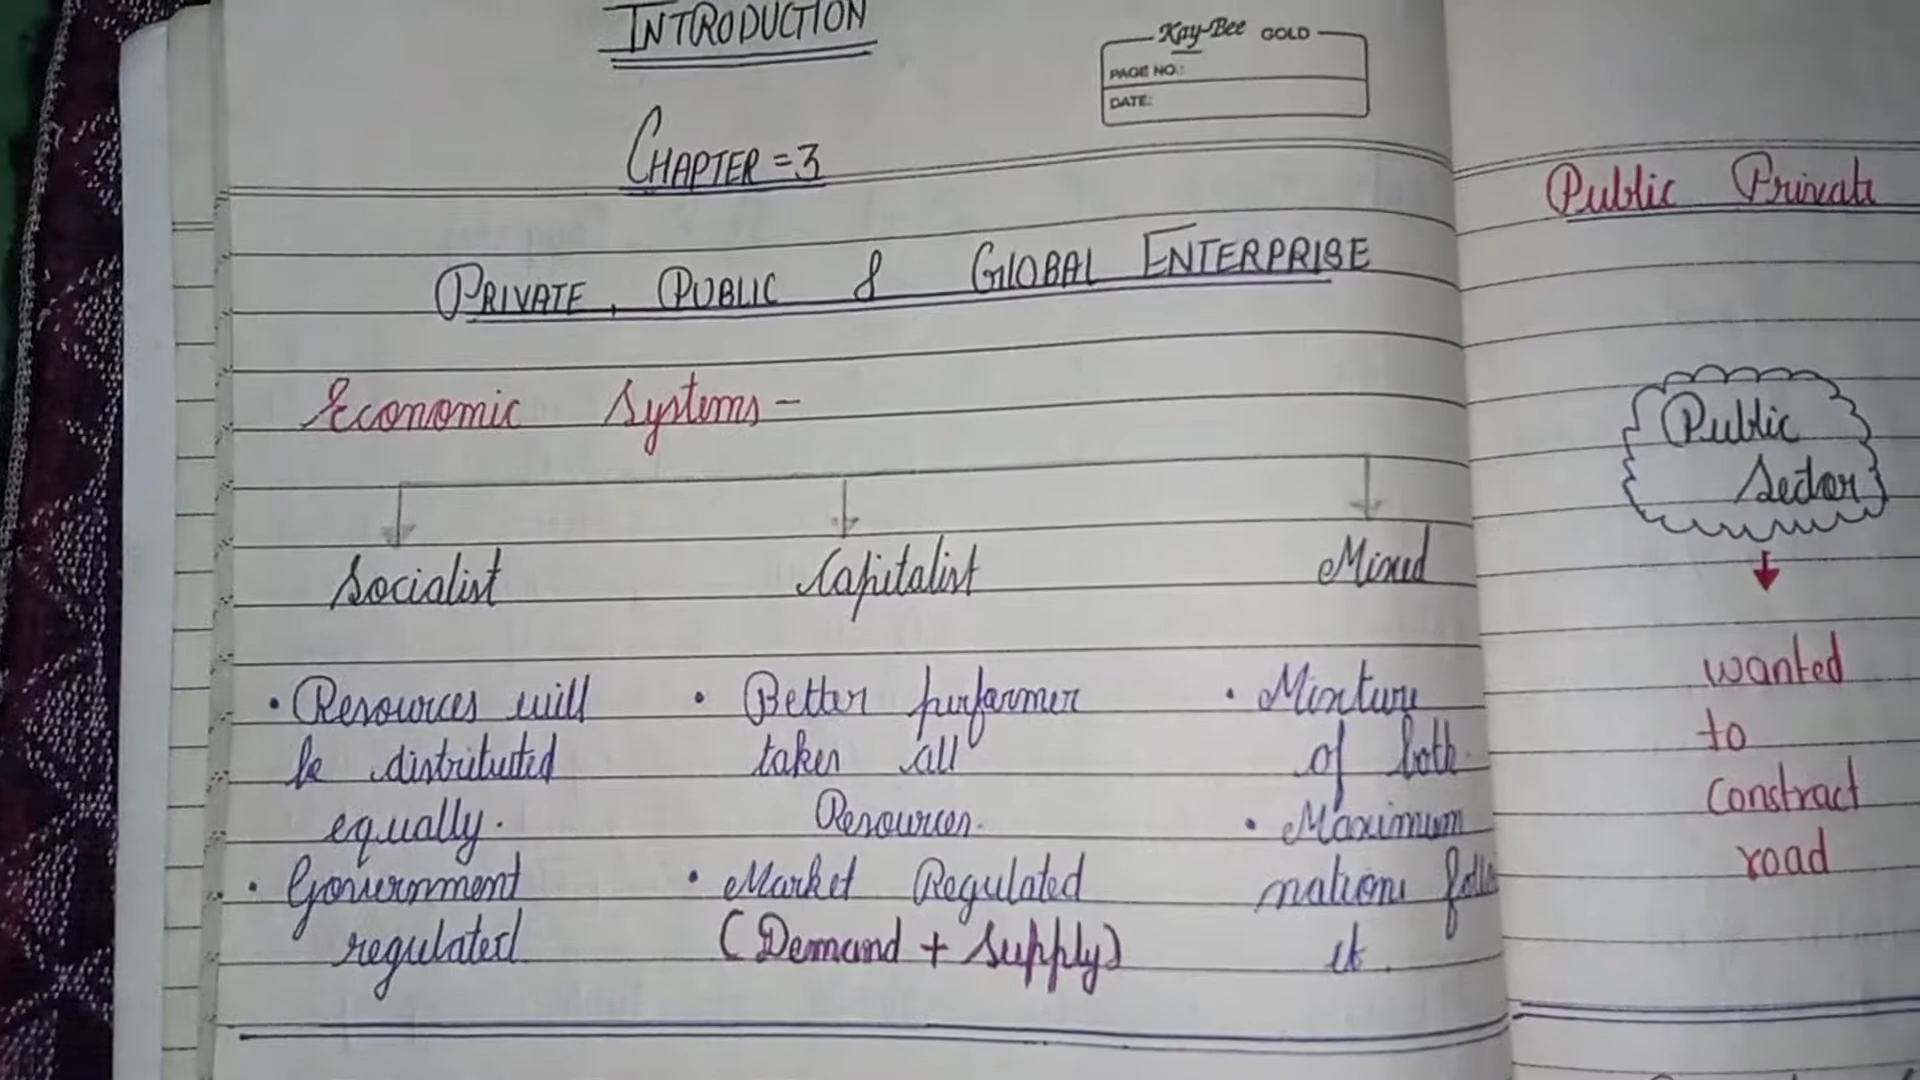 INTRODUCTION
Kay-Bee GOLD
PAGE NO.:
DATE:
CHAPTER = 3
PRIVATE, PUBLIC & GLOBAL ENTERPRISE
Economic Systems -
Socialist
Capitalist
Mixed
• Resources will
be distributed
equally.
• Government
regulated
• Better performer
takes all
Resources.
• Market Regulated
(Demand + Supply)
• Mixture
of both.
• Maximum
nations follow
it.
Public Private
Public
Sector
wanted
to
Constract
road